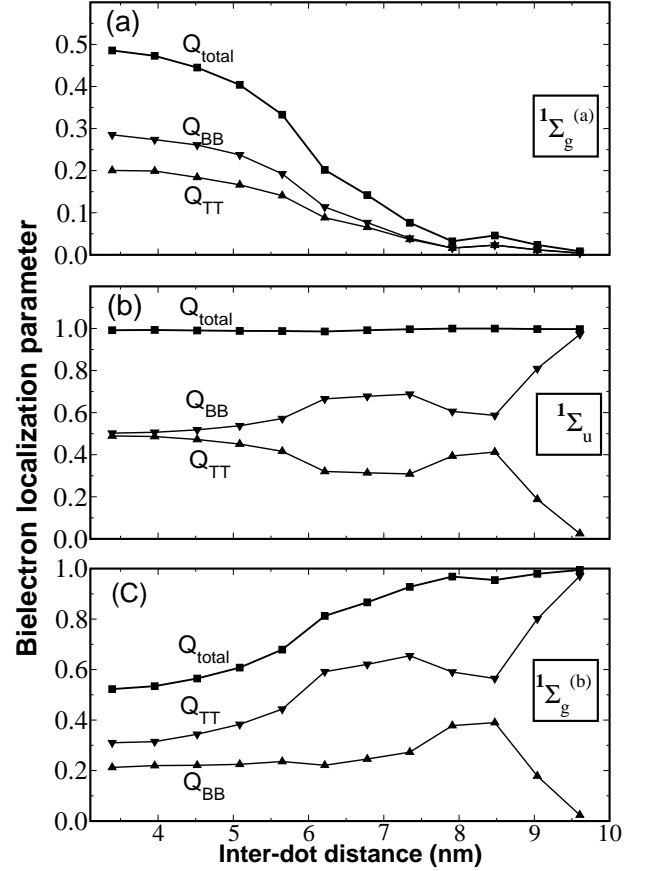 Bielectron localization parameter
(a)
0.5
0.4
0.3
0.2
0.1
0.0
Q_total
Q_BB
Q_TT
¹Σ_g^(a)
(b)
1.0
0.8
0.6
0.4
0.2
0.0
Q_total
Q_BB
Q_TT
¹Σ_u
(C)
1.0
0.8
0.6
0.4
0.2
0.0
Q_total
Q_TT
Q_BB
¹Σ_g^(b)
4 5 6 7 8 9 10
Inter-dot distance (nm)